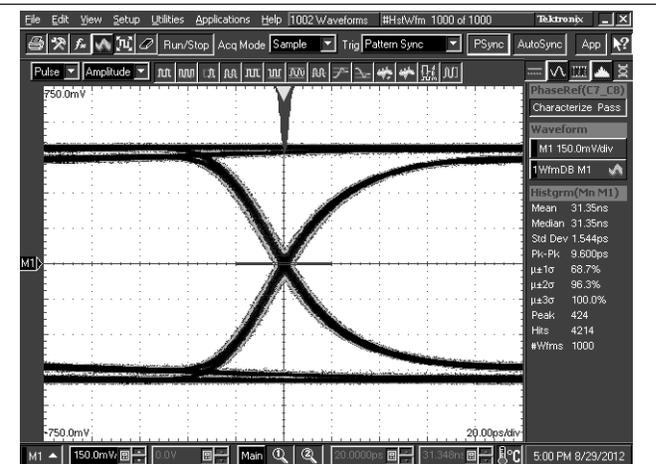 File Edit View Setup Utilities Applications Help 1002 Waveforms #HstWfm 1000 of 1000 Tektronix
Run/Stop Acq Mode Sample Trig Pattern Sync PSync AutoSync App
Pulse Amplitude
750.0mV
PhaseRef(C7_C8)
Characterize Pass
Waveform
M1 150.0mV/div
1 WfmDB M1
Histgrm(Mn M1)
Mean 31.35ns
Median 31.35ns
Std Dev 1.544ps
Pk-Pk 9.600ps
µ±1σ 68.7%
µ±2σ 96.3%
µ±3σ 100.0%
Peak 424
Hits 4214
#Wfms 1000
M1
-750.0mV 20.00ps/div
M1 150.0mV/ 0.0V Main 1 2 20.0000ps 31.348ns °C 5:00 PM 8/29/2012